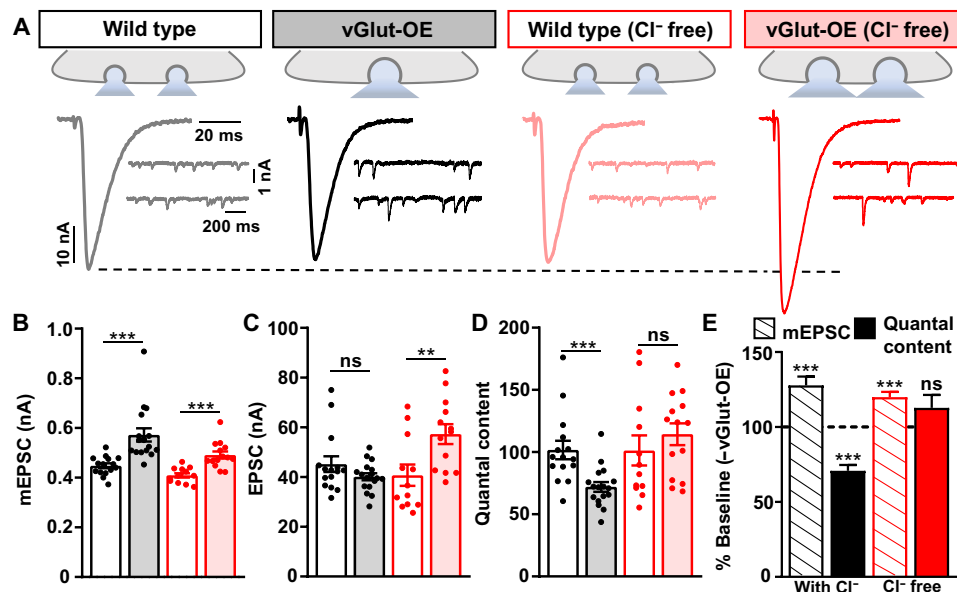 A
Wild type
vGlut-OE
Wild type (Cl⁻ free)
vGlut-OE (Cl⁻ free)
20 ms
1 nA
200 ms
10 nA
B
mEPSC (nA)
1.0
0.8
0.6
0.4
0.2
0
***
***
C
EPSC (nA)
100
80
60
40
20
0
ns
**
D
Quantal content
200
150
100
50
0
***
ns
E
mEPSC
Quantal
content
% Baseline (−vGlut-OE)
150
100
50
0
***
***
***
ns
With Cl⁻
Cl⁻ free